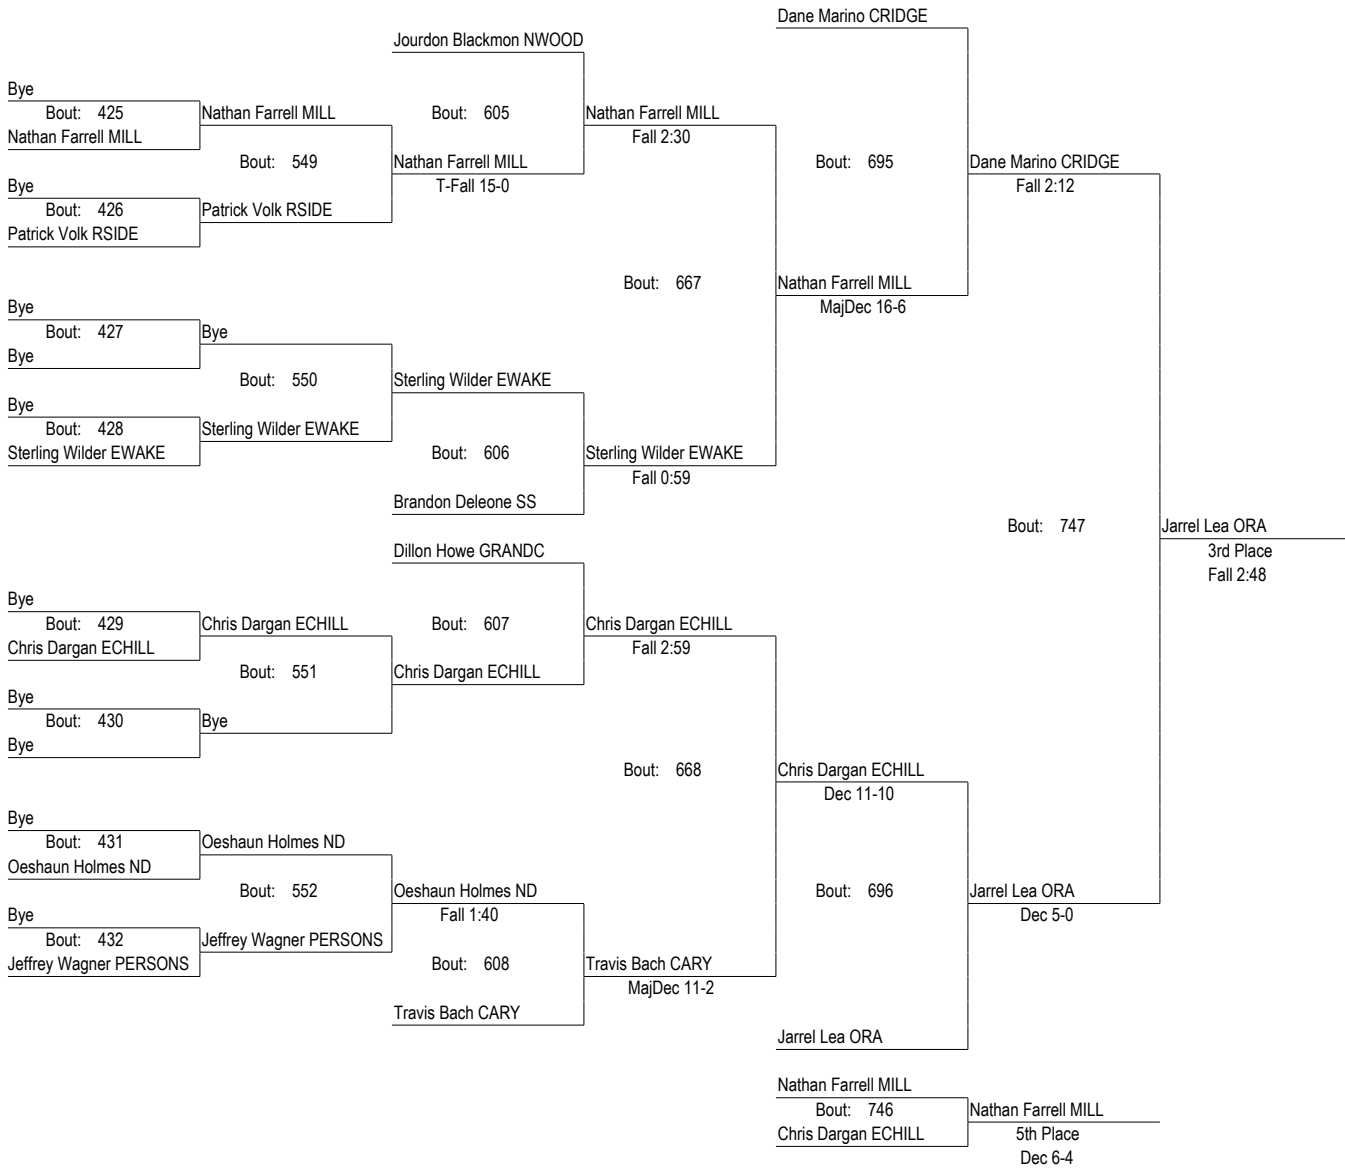 Dane Marino CRIDGE
Jourdon Blackmon NWOOD
Bye
Bout: 425
Nathan Farrell MILL
Nathan Farrell MILL
Bout: 605
Nathan Farrell MILL
Fall 2:30
Bout: 549
Nathan Farrell MILL
T-Fall 15-0
Bout: 695
Dane Marino CRIDGE
Fall 2:12
Bye
Bout: 426
Patrick Volk RSIDE
Patrick Volk RSIDE
Bout: 667
Nathan Farrell MILL
MajDec 16-6
Bye
Bout: 427
Bye
Bye
Bout: 550
Sterling Wilder EWAKE
Bye
Bout: 428
Sterling Wilder EWAKE
Sterling Wilder EWAKE
Bout: 606
Sterling Wilder EWAKE
Fall 0:59
Brandon Deleone SS
Bout: 747
Jarrel Lea ORA
3rd Place
Fall 2:48
Dillon Howe GRANDC
Bye
Bout: 429
Chris Dargan ECHILL
Chris Dargan ECHILL
Bout: 607
Chris Dargan ECHILL
Fall 2:59
Bout: 551
Chris Dargan ECHILL
Bye
Bout: 430
Bye
Bye
Bout: 668
Chris Dargan ECHILL
Dec 11-10
Bye
Bout: 431
Oeshaun Holmes ND
Oeshaun Holmes ND
Bout: 552
Oeshaun Holmes ND
Fall 1:40
Bout: 696
Jarrel Lea ORA
Dec 5-0
Bye
Bout: 432
Jeffrey Wagner PERSONS
Jeffrey Wagner PERSONS
Bout: 608
Travis Bach CARY
MajDec 11-2
Travis Bach CARY
Jarrel Lea ORA
Nathan Farrell MILL
Bout: 746
Chris Dargan ECHILL
Nathan Farrell MILL
5th Place
Dec 6-4